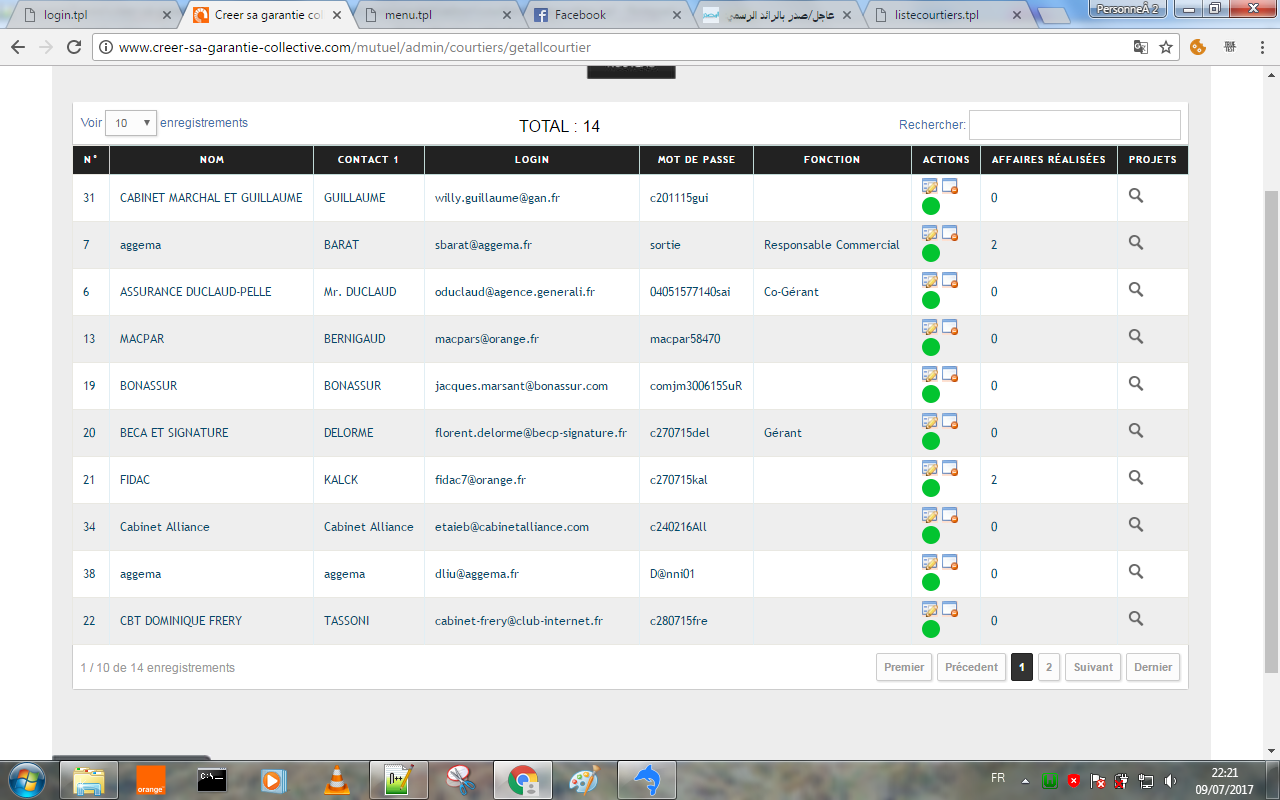 login.tpl
Creer sa garantie col
menu.tpl
Facebook
عاجل/صدر بالرائد الرسمي
listecourtiers.tpl
PersonneÂ 2
www.creer-sa-garantie-collective.com/mutuel/admin/courtiers/getallcourtier
Voir 10 enregistrements
TOTAL : 14
Rechercher:
N° NOM CONTACT 1 LOGIN MOT DE PASSE FONCTION ACTIONS AFFAIRES RÉALISÉES PROJETS
31 CABINET MARCHAL ET GUILLAUME GUILLAUME willy.guillaume@gan.fr c201115gui 0
7 aggema BARAT sbarat@aggema.fr sortie Responsable Commercial 2
6 ASSURANCE DUCLAUD-PELLE Mr. DUCLAUD oduclaud@agence.generali.fr 04051577140sai Co-Gérant 0
13 MACPAR BERNIGAUD macpars@orange.fr macpar58470 0
19 BONASSUR BONASSUR jacques.marsant@bonassur.com comjm300615SuR 0
20 BECA ET SIGNATURE DELORME florent.delorme@becp-signature.fr c270715del Gérant 0
21 FIDAC KALCK fidac7@orange.fr c270715kal 2
34 Cabinet Alliance Cabinet Alliance etaieb@cabinetalliance.com c240216All 0
38 aggema aggema dliu@aggema.fr D@nni01 0
22 CBT DOMINIQUE FRERY TASSONI cabinet-frery@club-internet.fr c280715fre 0
1 / 10 de 14 enregistrements
Premier Précedent 1 2 Suivant Dernier
orange
C:\
N++
FR
22:21
09/07/2017